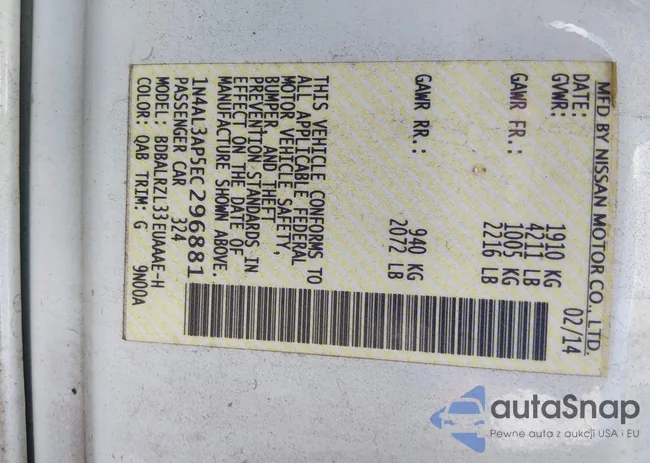 MFD BY NISSAN MOTOR CO., LTD.
DATE: 02/14
GVWR: 1910 KG
4211 LB
GAWR FR.: 1005 KG
2216 LB
GAWR RR.: 940 KG
2072 LB
THIS VEHICLE CONFORMS TO
ALL APPLICABLE FEDERAL
MOTOR VEHICLE SAFETY,
BUMPER, AND THEFT
PREVENTION STANDARDS IN
EFFECT ON THE DATE OF
MANUFACTURE SHOWN ABOVE.
1N4AL3AP5EC296881
PASSENGER CAR 324
MODEL: BDBALRZL33EUAAAE-H
COLOR: QAB TRIM: G 9N00A
autaSnap
Pewne auta z aukcji USA i EU